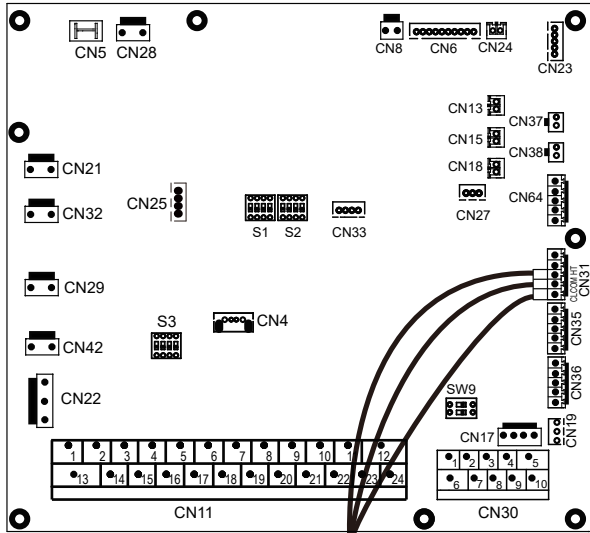 CN5
CN28
CN8
CN6
CN24
CN23
CN13
CN37
CN15
CN38
CN18
CN21
CN64
CN25
CN32
CN27
S1
S2
CN33
CLCOM HT
CN31
CN29
S3
CN4
CN35
CN42
CN36
CN22
SW9
CN17
CN19
1 2 3 4 5 6 7 8 9 10 1 12
13 14 15 16 17 18 19 20 21 22 23 24
CN11
1 2 3 4 5
6 7 8 9 10
CN30